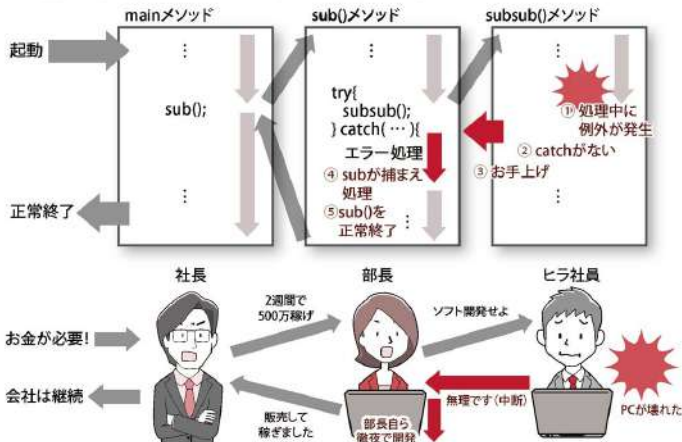 mainメソッド
sub()メソッド
subsub()メソッド
起動
⋮
sub();
正常終了
⋮
try{
subsub();
} catch( … ){
エラー処理
④ subが捕まえ
処理
⑤sub()を
正常終了
⋮
⋮
① 処理中に
例外が発生
② catchがない
③ お手上げ
⋮
社長
部長
ヒラ社員
お金が必要!
会社は継続
2週間で
500万稼げ
販売して
稼ぎました
ソフト開発せよ
無理です(中断)
部長自ら
徹夜で開発
PCが壊れた